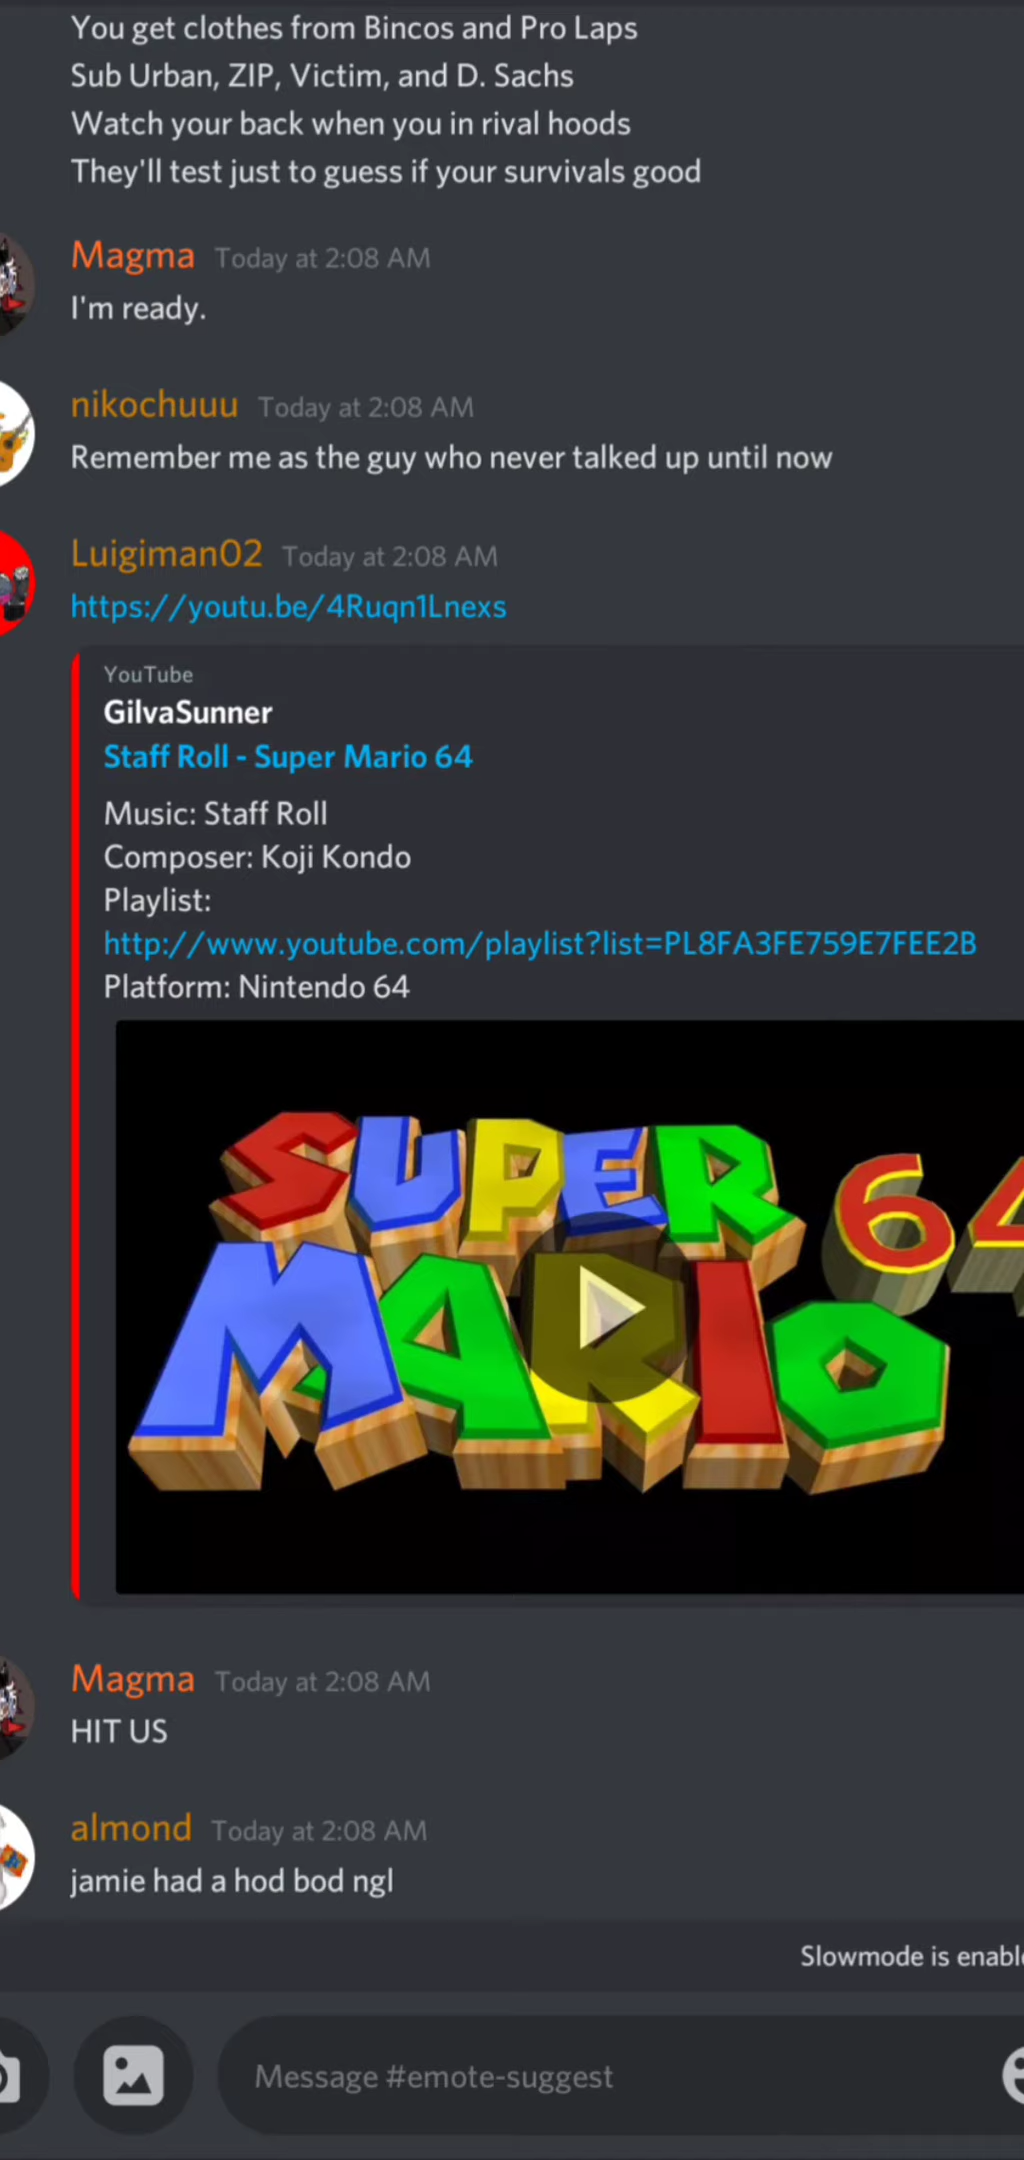 You get clothes from Bincos and Pro Laps
Sub Urban, ZIP, Victim, and D. Sachs
Watch your back when you in rival hoods
They'll test just to guess if your survivals good
Magma Today at 2:08 AM
I'm ready.
nikochuuu Today at 2:08 AM
Remember me as the guy who never talked up until now
Luigiman02 Today at 2:08 AM
https://youtu.be/4Ruqn1Lnexs
YouTube
GilvaSunner
Staff Roll - Super Mario 64
Music: Staff Roll
Composer: Koji Kondo
Playlist:
http://www.youtube.com/playlist?list=PL8FA3FE759E7FEE2B
Platform: Nintendo 64
SUPER
MARIO 64
Magma Today at 2:08 AM
HIT US
almond Today at 2:08 AM
jamie had a hod bod ngl
Slowmode is enable
Message #emote-suggest